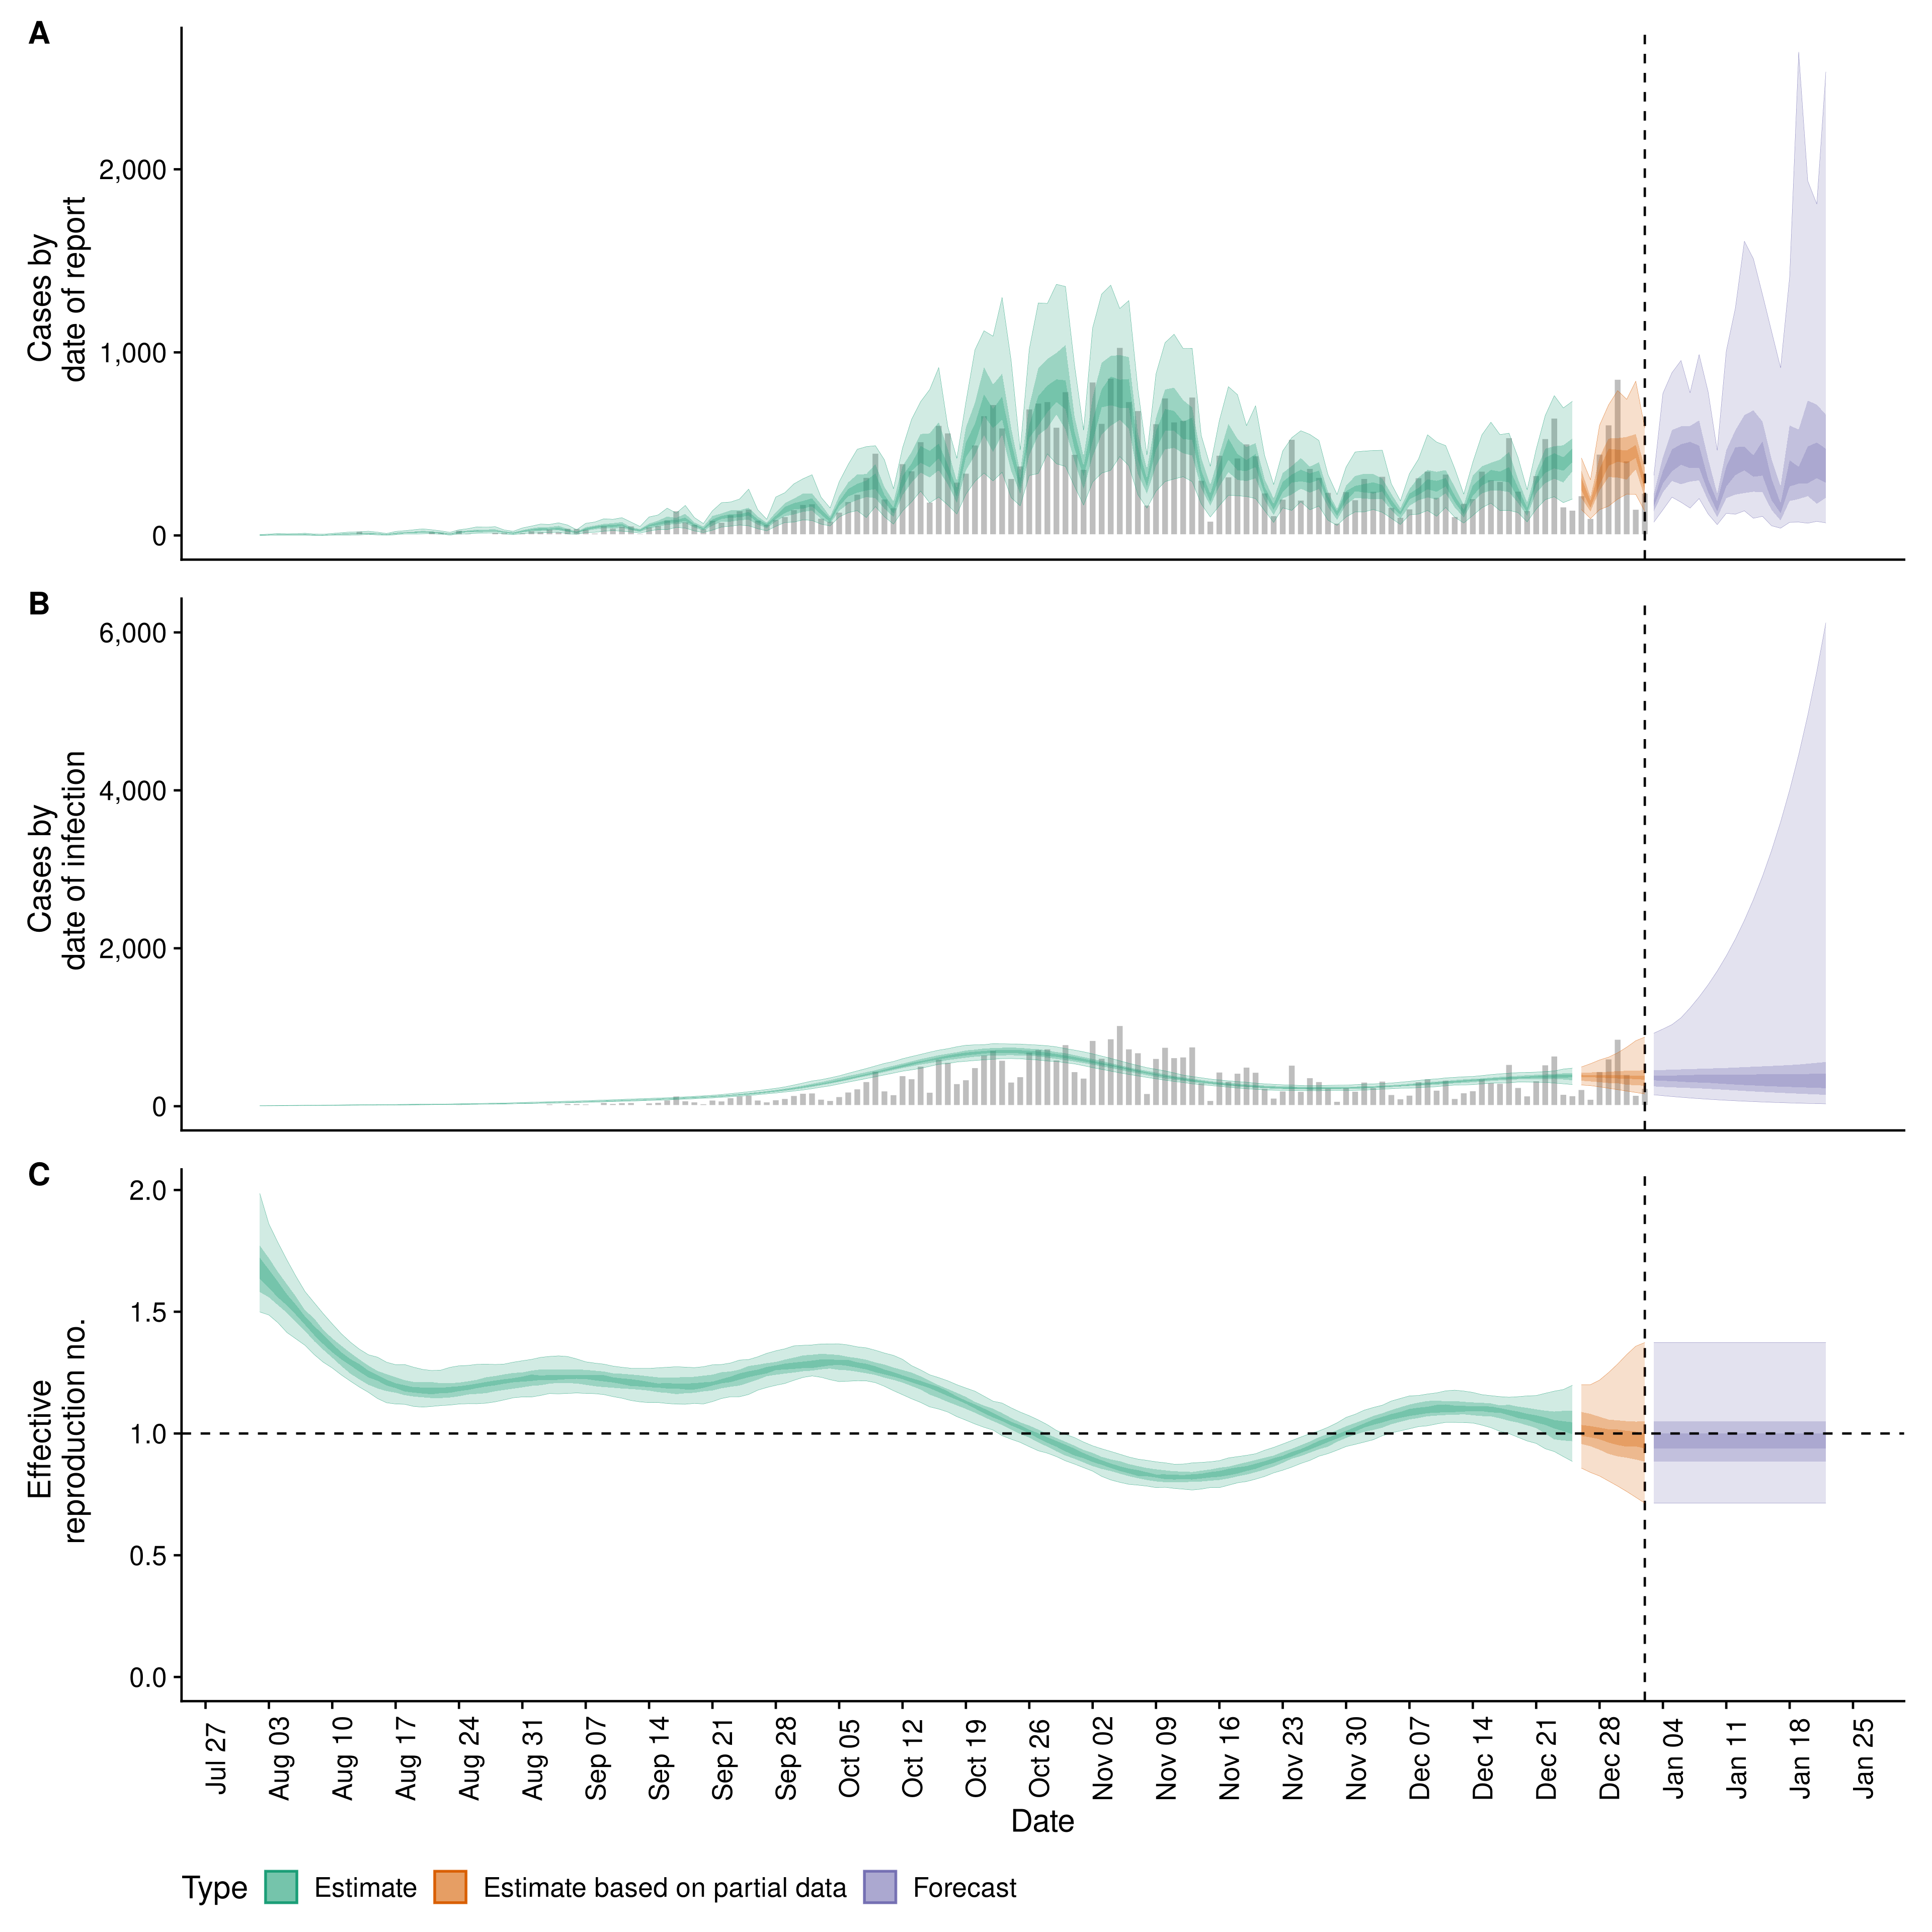 A
Cases by
date of report
2,000
1,000
0
B
Cases by
date of infection
6,000
4,000
2,000
0
C
Effective
reproduction no.
2.0
1.5
1.0
0.5
0.0
Jul 27
Aug 03
Aug 10
Aug 17
Aug 24
Aug 31
Sep 07
Sep 14
Sep 21
Sep 28
Oct 05
Oct 12
Oct 19
Oct 26
Nov 02
Nov 09
Nov 16
Nov 23
Nov 30
Dec 07
Dec 14
Dec 21
Dec 28
Jan 04
Jan 11
Jan 18
Jan 25
Date
Type Estimate Estimate based on partial data Forecast